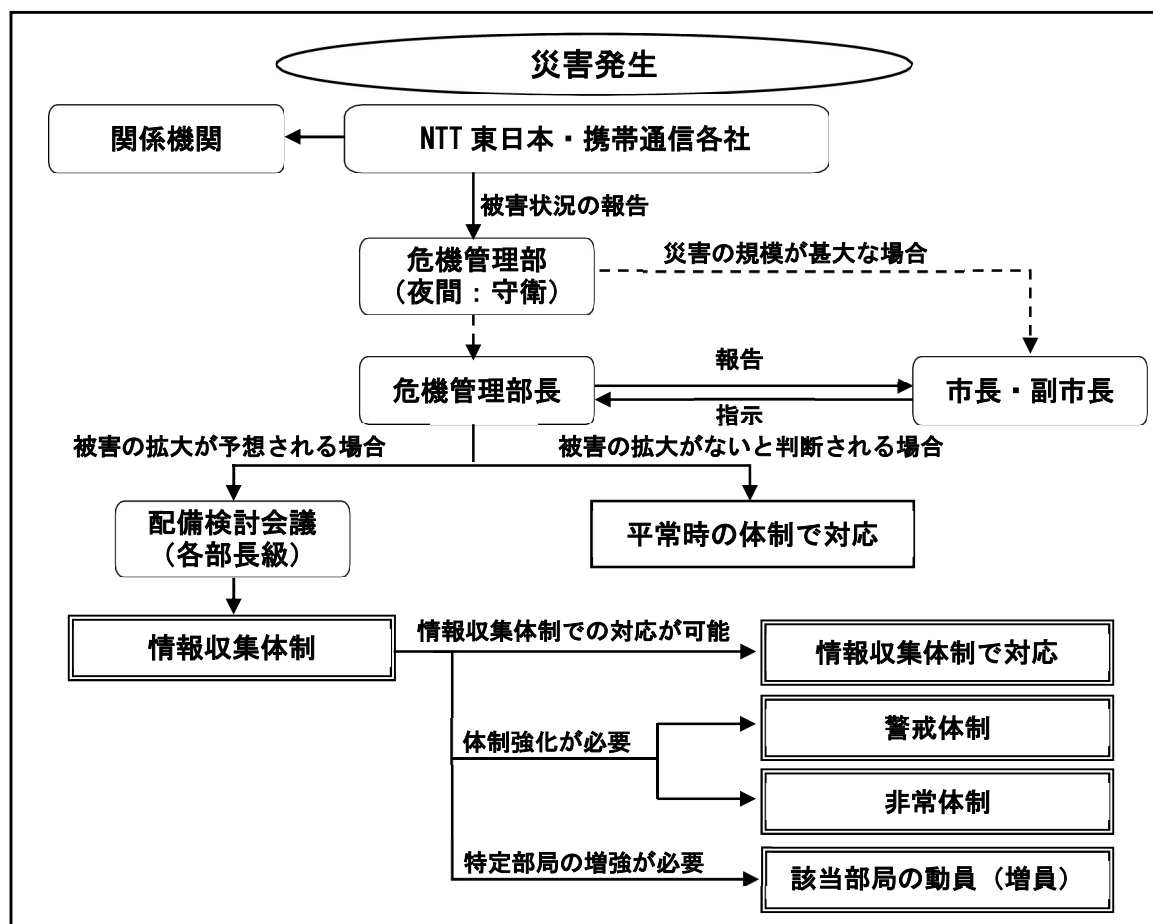 災害発生
関係機関
NTT 東日本・携帯通信各社
被害状況の報告
危機管理部
（夜間：守衛）
災害の規模が甚大な場合
危機管理部長
報告
指示
市長・副市長
被害の拡大が予想される場合
被害の拡大がないと判断される場合
配備検討会議
（各部長級）
平常時の体制で対応
情報収集体制
情報収集体制での対応が可能
情報収集体制で対応
体制強化が必要
警戒体制
非常体制
特定部局の増強が必要
該当部局の動員（増員）